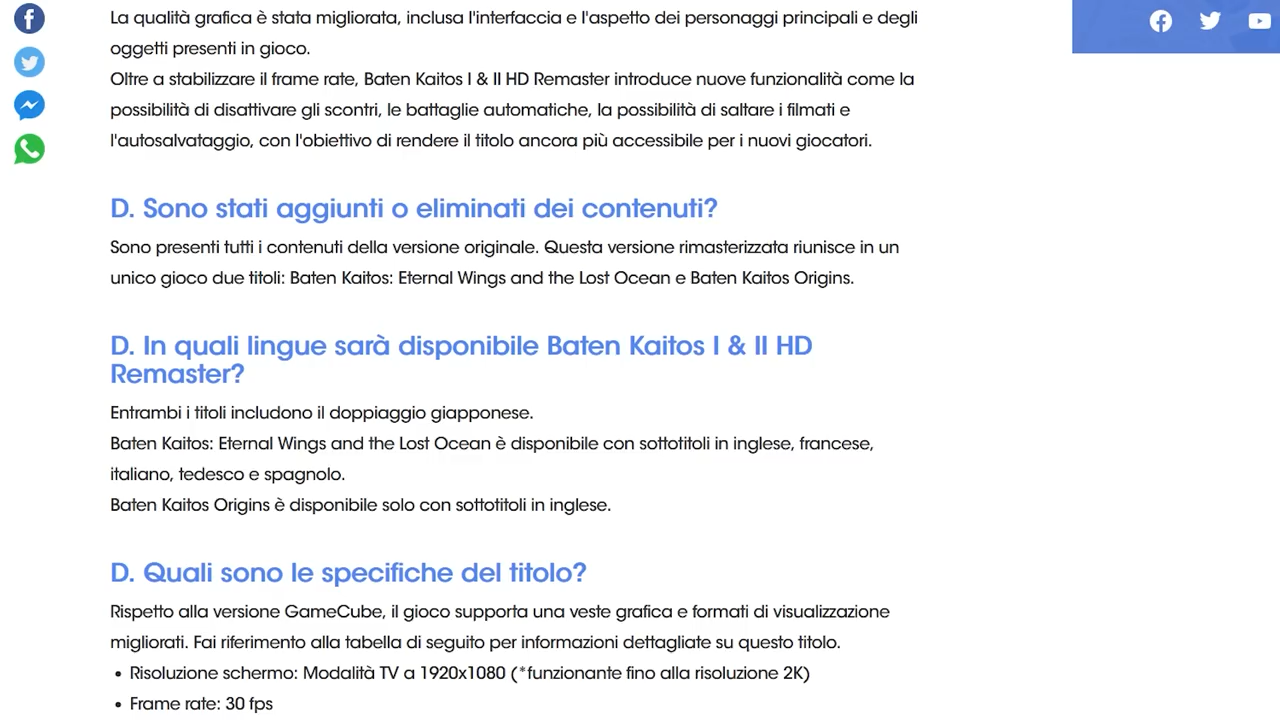 La qualità grafica è stata migliorata, inclusa l'interfaccia e l'aspetto dei personaggi principali e degli
oggetti presenti in gioco.
Oltre a stabilizzare il frame rate, Baten Kaitos I & II HD Remaster introduce nuove funzionalità come la
possibilità di disattivare gli scontri, le battaglie automatiche, la possibilità di saltare i filmati e
l'autosalvataggio, con l'obiettivo di rendere il titolo ancora più accessibile per i nuovi giocatori.
D. Sono stati aggiunti o eliminati dei contenuti?
Sono presenti tutti i contenuti della versione originale. Questa versione rimasterizzata riunisce in un
unico gioco due titoli: Baten Kaitos: Eternal Wings and the Lost Ocean e Baten Kaitos Origins.
D. In quali lingue sarà disponibile Baten Kaitos I & II HD
Remaster?
Entrambi i titoli includono il doppiaggio giapponese.
Baten Kaitos: Eternal Wings and the Lost Ocean è disponibile con sottotitoli in inglese, francese,
italiano, tedesco e spagnolo.
Baten Kaitos Origins è disponibile solo con sottotitoli in inglese.
D. Quali sono le specifiche del titolo?
Rispetto alla versione GameCube, il gioco supporta una veste grafica e formati di visualizzazione
migliorati. Fai riferimento alla tabella di seguito per informazioni dettagliate su questo titolo.
• Risoluzione schermo: Modalità TV a 1920x1080 (*funzionante fino alla risoluzione 2K)
• Frame rate: 30 fps